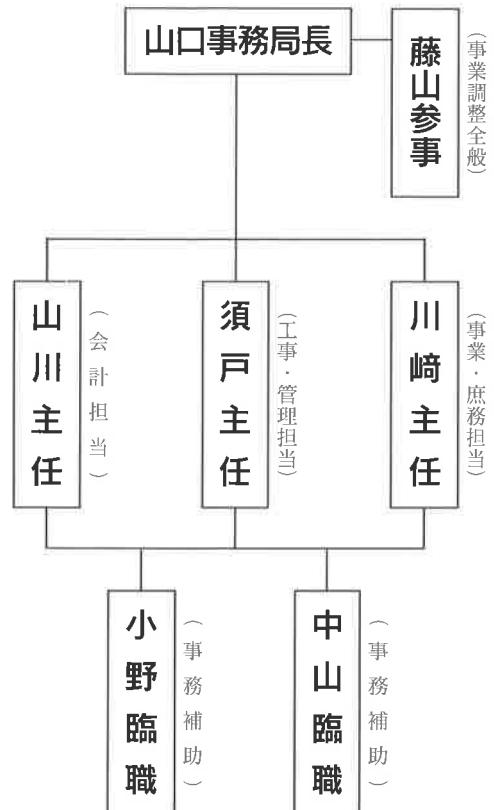 山口事務局長
藤山参事
（事業調整全般）
川﨑主任
（事業・庶務担当）
須戸主任
（工事・管理担当）
山川主任
（会計担当）
中山臨職
（事務補助）
小野臨職
（事務補助）